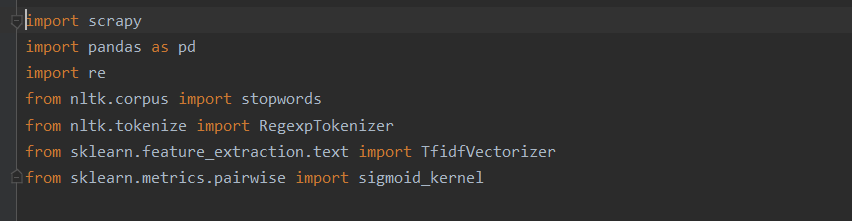 import scrapy
import pandas as pd
import re
from nltk.corpus import stopwords
from nltk.tokenize import RegexpTokenizer
from sklearn.feature_extraction.text import TfidfVectorizer
from sklearn.metrics.pairwise import sigmoid_kernel